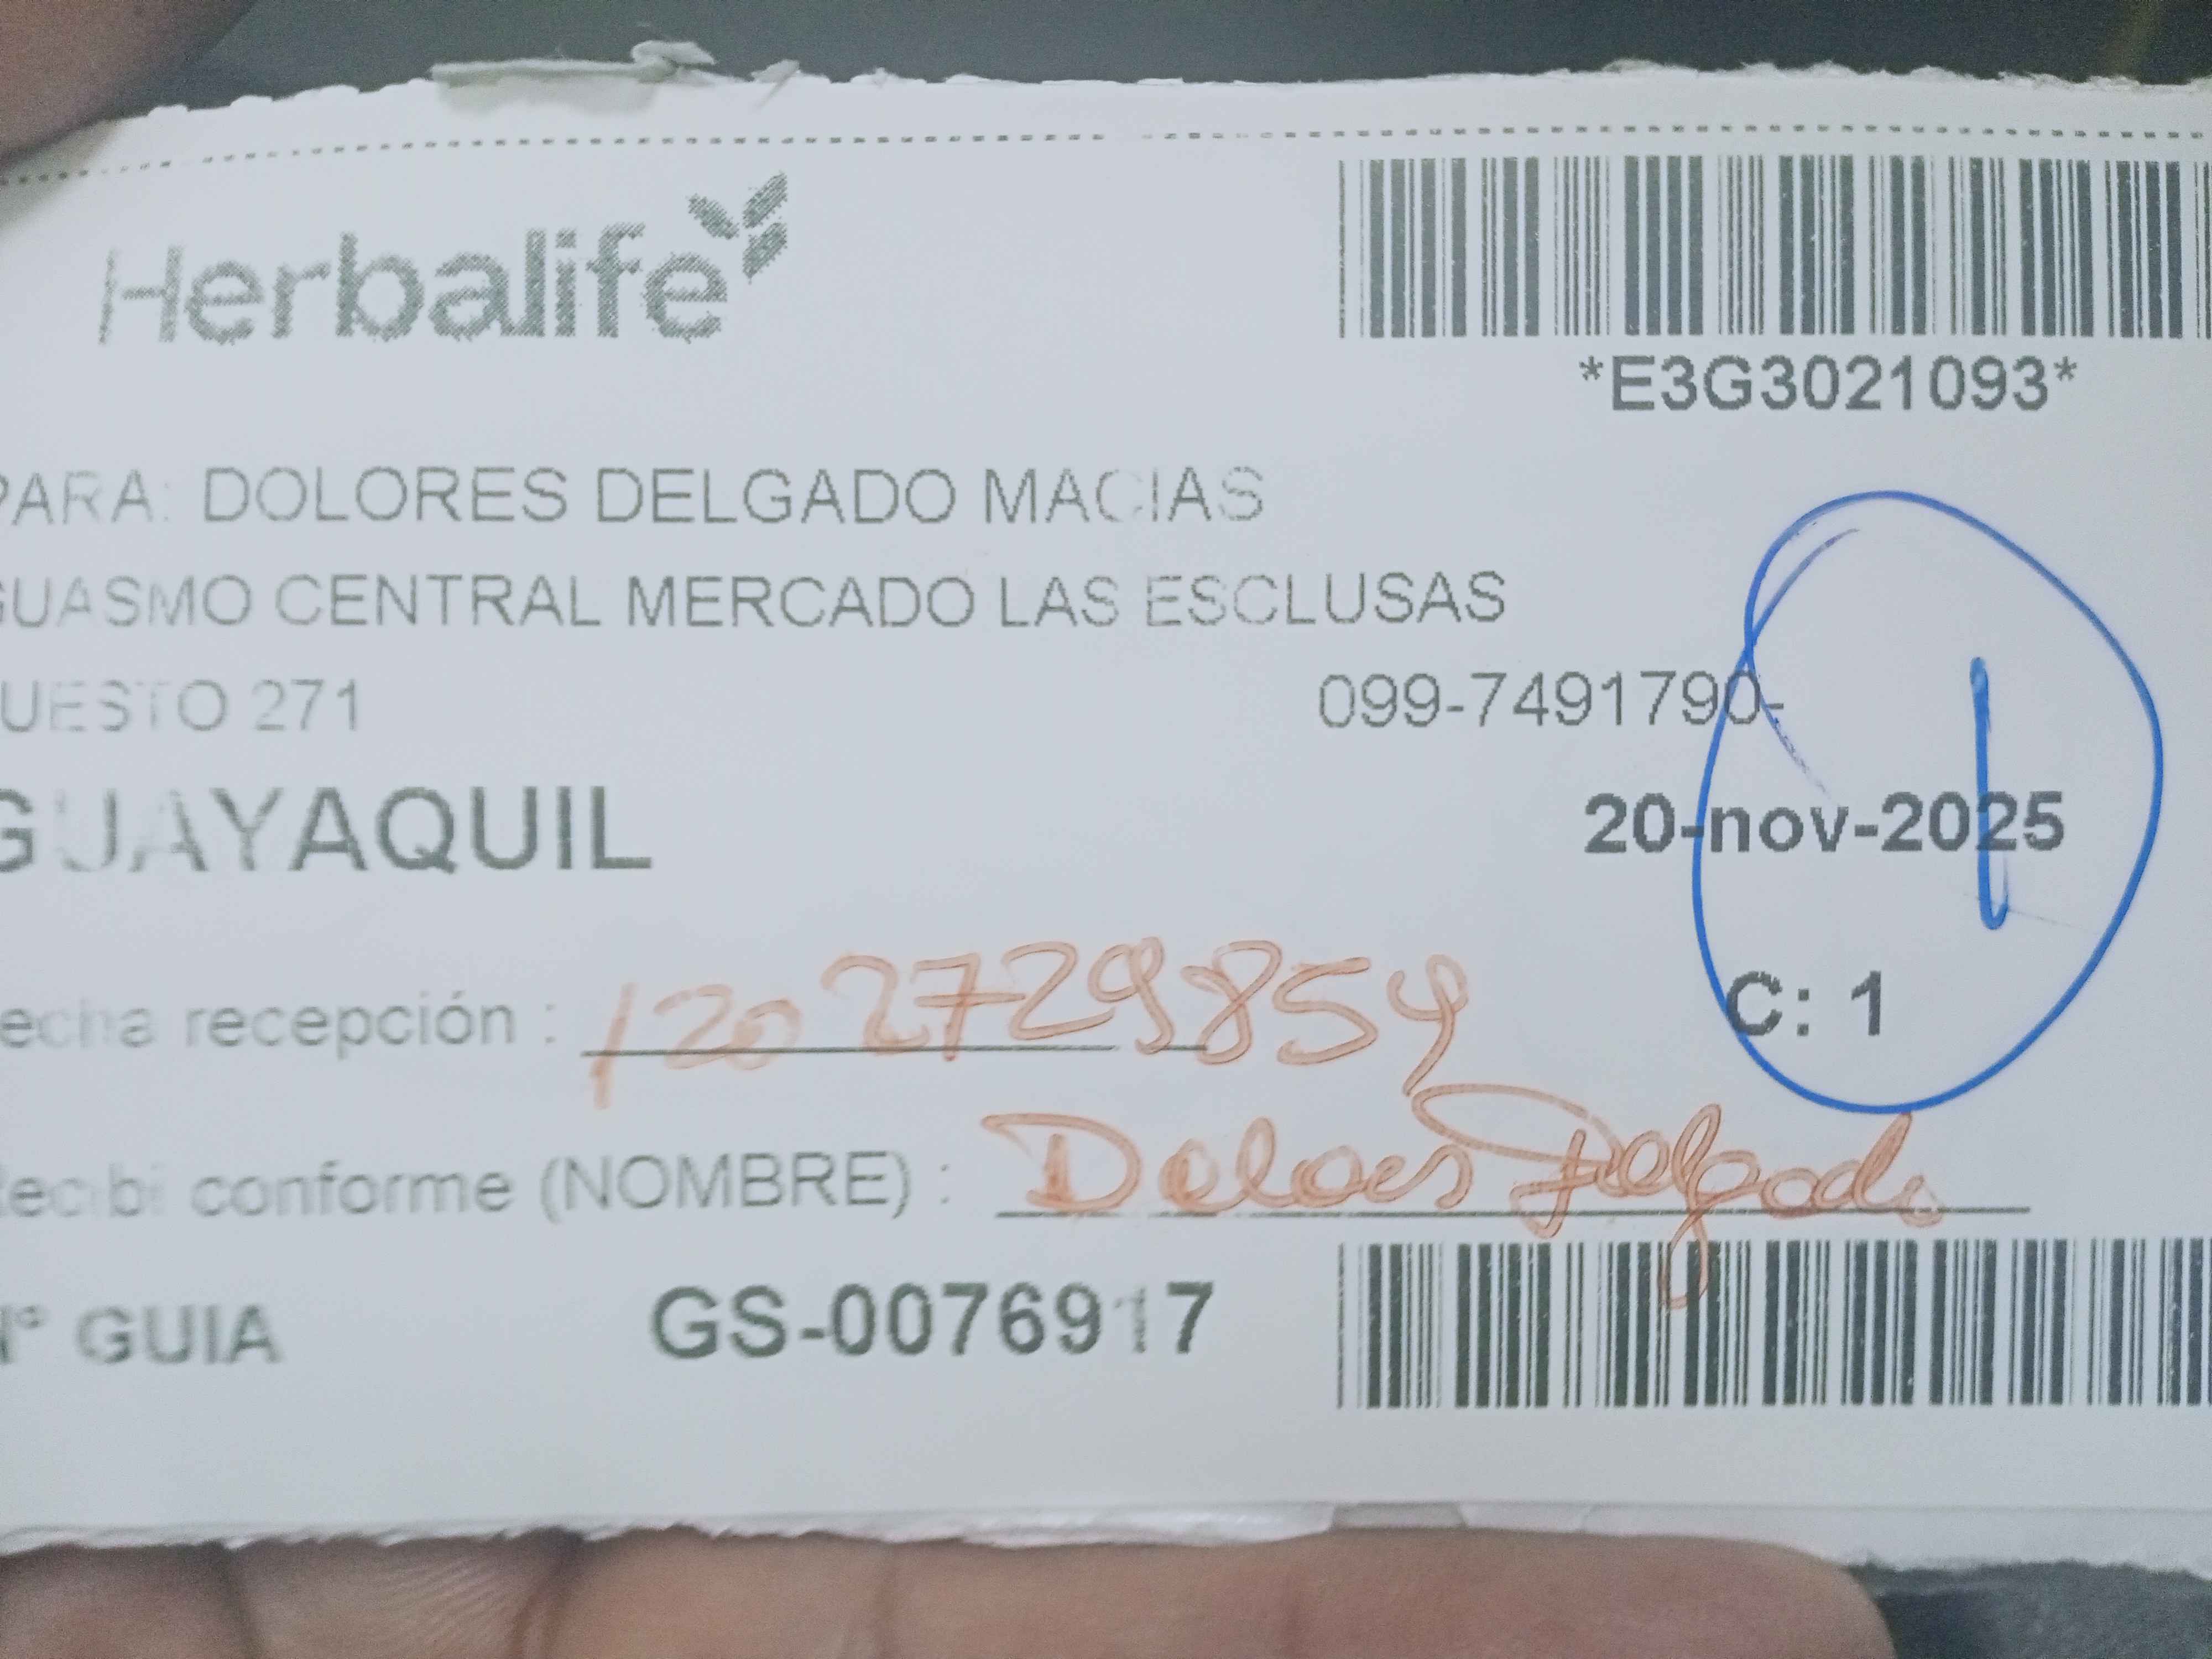 Herbalife
*E3G3021093*
PARA: DOLORES DELGADO MACIAS
GUASMO CENTRAL MERCADO LAS ESCLUSAS
UESTO 271 099-7491790-
GUAYAQUIL 20-nov-2025
1
C: 1
echa recepción : 1202729854
Recibi conforme (NOMBRE) : Dolores Delgado
N° GUIA GS-0076917